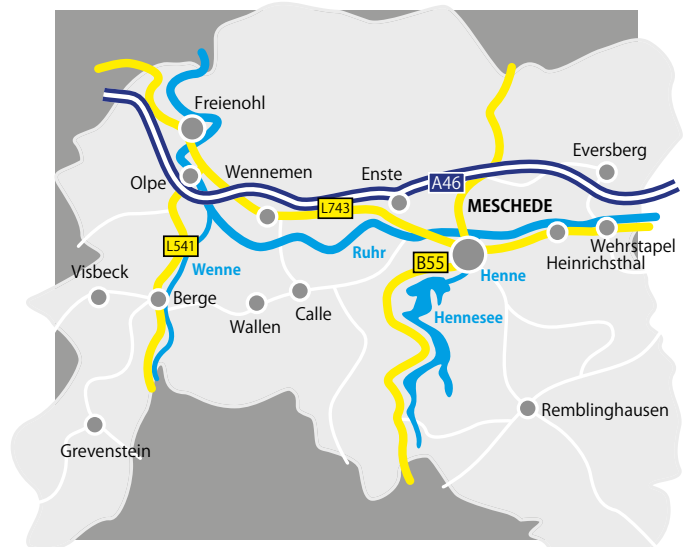 Freienohl
Eversberg
Olpe
Wennemen
Enste
A46
MESCHEDE
L743
L541
Wenne
Ruhr
B55
Henne
Wehrstapel
Heinrichsthal
Visbeck
Berge
Wallen
Calle
Hennesee
Remblinghausen
Grevenstein